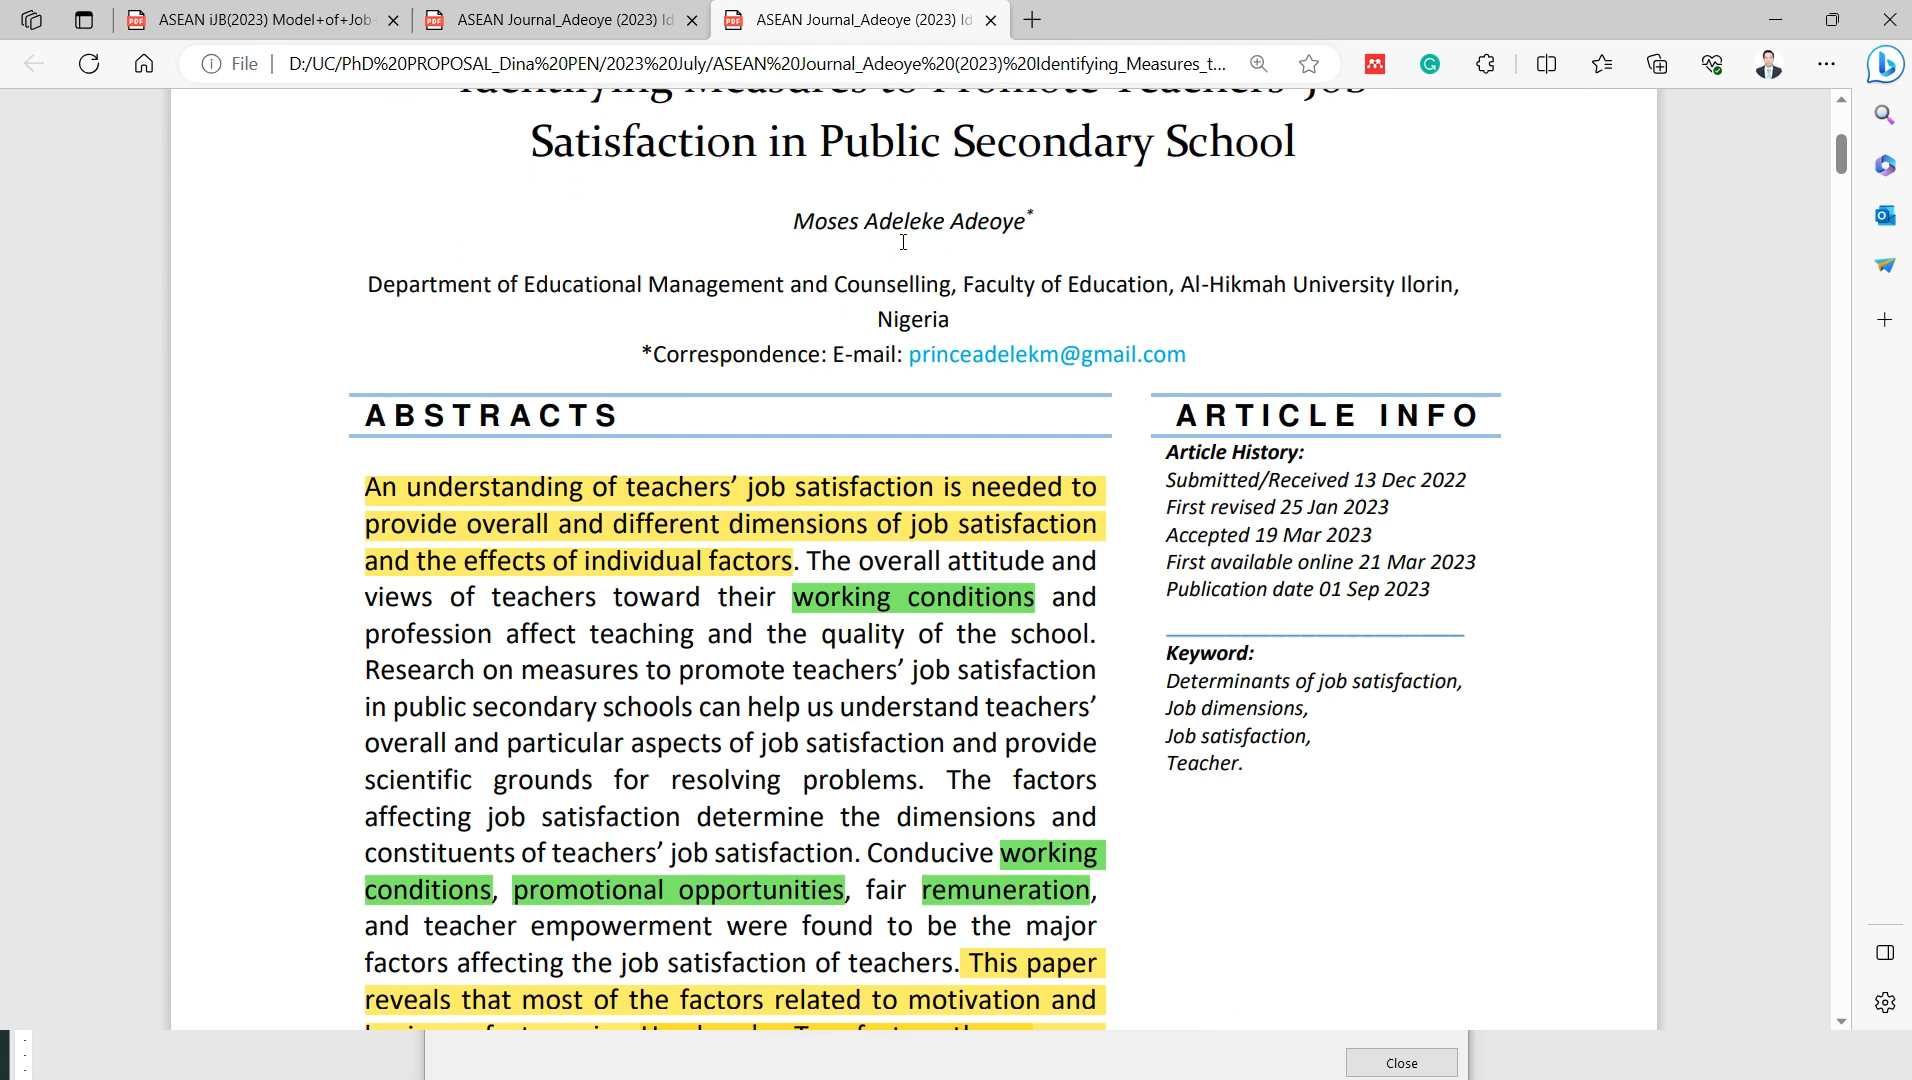 ASEAN iJB(2023) Model+of+Job
ASEAN Journal_Adeoye (2023) Id
ASEAN Journal_Adeoye (2023) Id
File
D:/UC/PhD%20PROPOSAL_Dina%20PEN/2023%20July/ASEAN%20Journal_Adeoye%20(2023)%20Identifying_Measures_t...
Identifying Measures to Promote Teachers' Job
Satisfaction in Public Secondary School
Moses Adeleke Adeoye*
Department of Educational Management and Counselling, Faculty of Education, Al-Hikmah University Ilorin,
Nigeria
*Correspondence: E-mail: princeadelekm@gmail.com
ABSTRACTS
An understanding of teachers’ job satisfaction is needed to
provide overall and different dimensions of job satisfaction
and the effects of individual factors. The overall attitude and
views of teachers toward their working conditions and
profession affect teaching and the quality of the school.
Research on measures to promote teachers’ job satisfaction
in public secondary schools can help us understand teachers’
overall and particular aspects of job satisfaction and provide
scientific grounds for resolving problems. The factors
affecting job satisfaction determine the dimensions and
constituents of teachers’ job satisfaction. Conducive working
conditions, promotional opportunities, fair remuneration,
and teacher empowerment were found to be the major
factors affecting the job satisfaction of teachers. This paper
reveals that most of the factors related to motivation and
ARTICLE INFO
Article History:
Submitted/Received 13 Dec 2022
First revised 25 Jan 2023
Accepted 19 Mar 2023
First available online 21 Mar 2023
Publication date 01 Sep 2023
Keyword:
Determinants of job satisfaction,
Job dimensions,
Job satisfaction,
Teacher.
Close